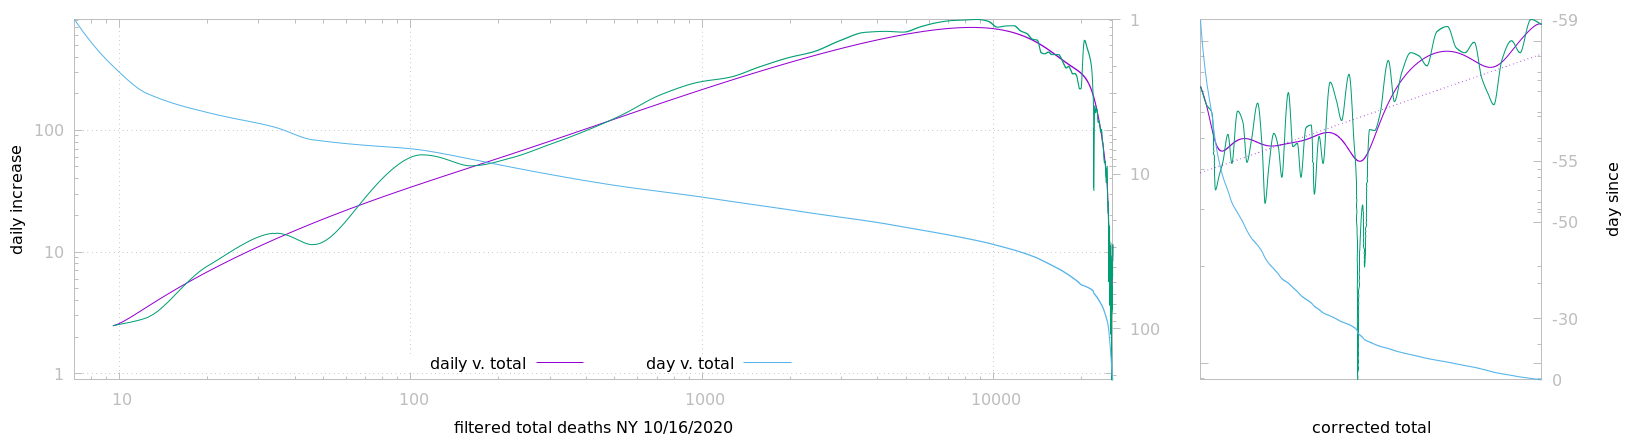 1
-59
100
-55
10
-50
daily increase
day since
10
-30
100
daily v. total
day v. total
1
0
10
100
1000
10000
filtered total deaths NY 10/16/2020
corrected total